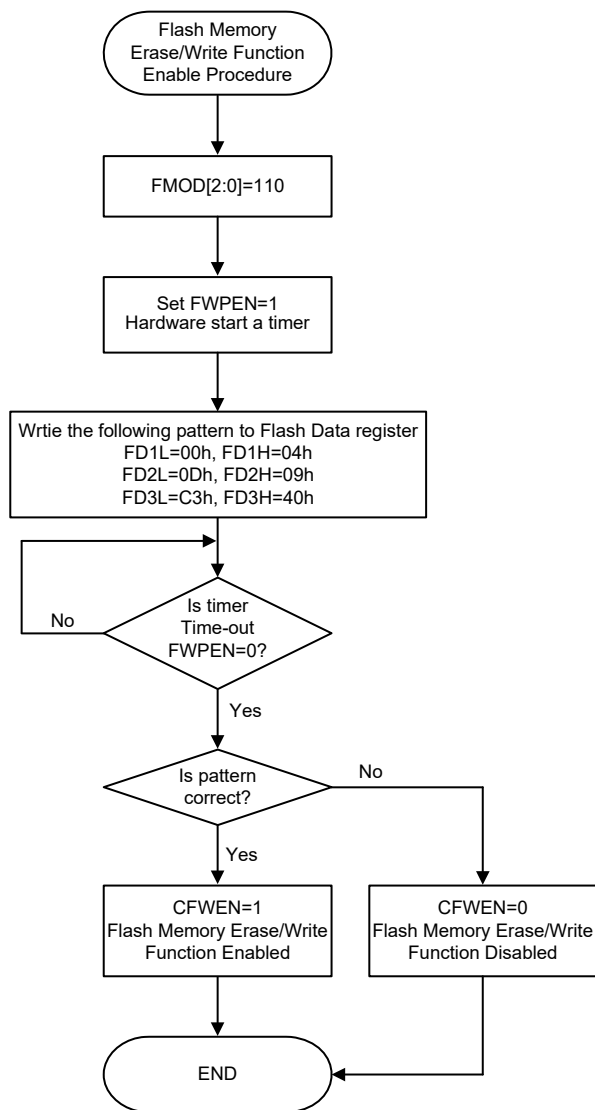 Flash Memory
Erase/Write Function
Enable Procedure
FMOD[2:0]=110
Set FWPEN=1
Hardware start a timer
Wrtie the following pattern to Flash Data register
FD1L=00h, FD1H=04h
FD2L=0Dh, FD2H=09h
FD3L=C3h, FD3H=40h
Is timer
Time-out
FWPEN=0?
No
Yes
Is pattern
correct?
No
Yes
CFWEN=1
Flash Memory Erase/Write
Function Enabled
CFWEN=0
Flash Memory Erase/Write
Function Disabled
END